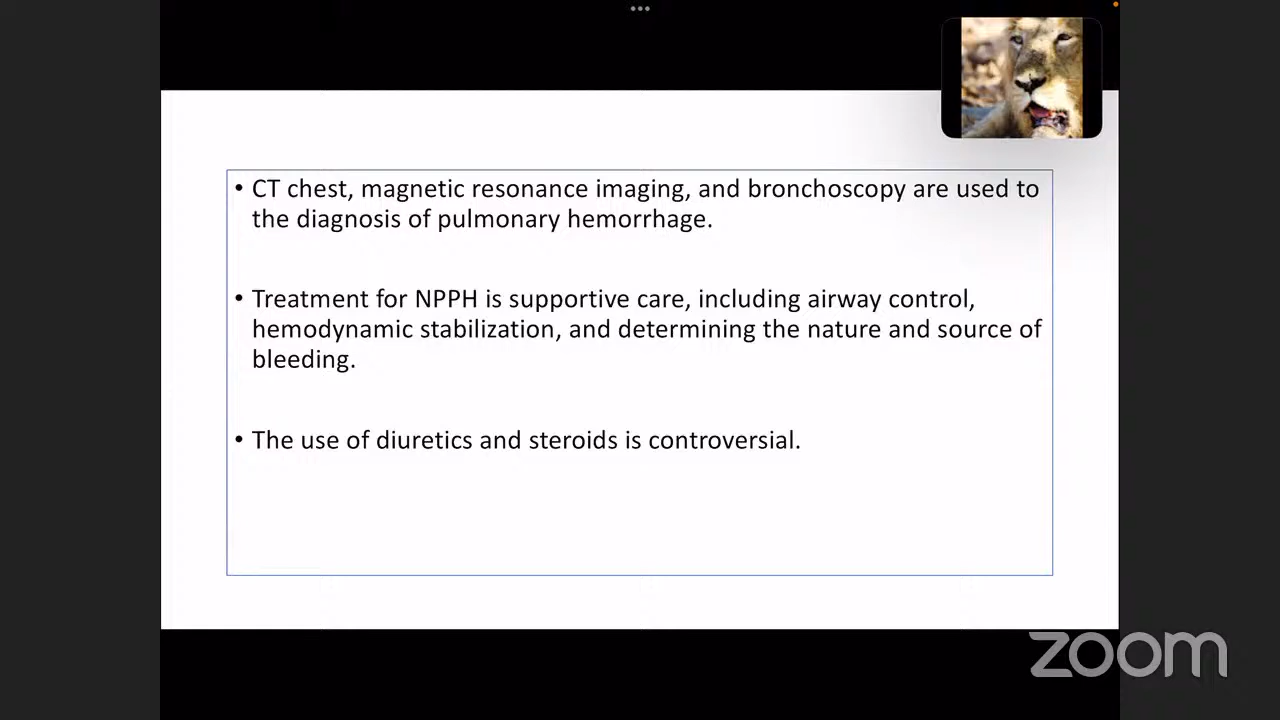 • CT chest, magnetic resonance imaging, and bronchoscopy are used to
the diagnosis of pulmonary hemorrhage.
• Treatment for NPPH is supportive care, including airway control,
hemodynamic stabilization, and determining the nature and source of
bleeding.
• The use of diuretics and steroids is controversial.
zoom